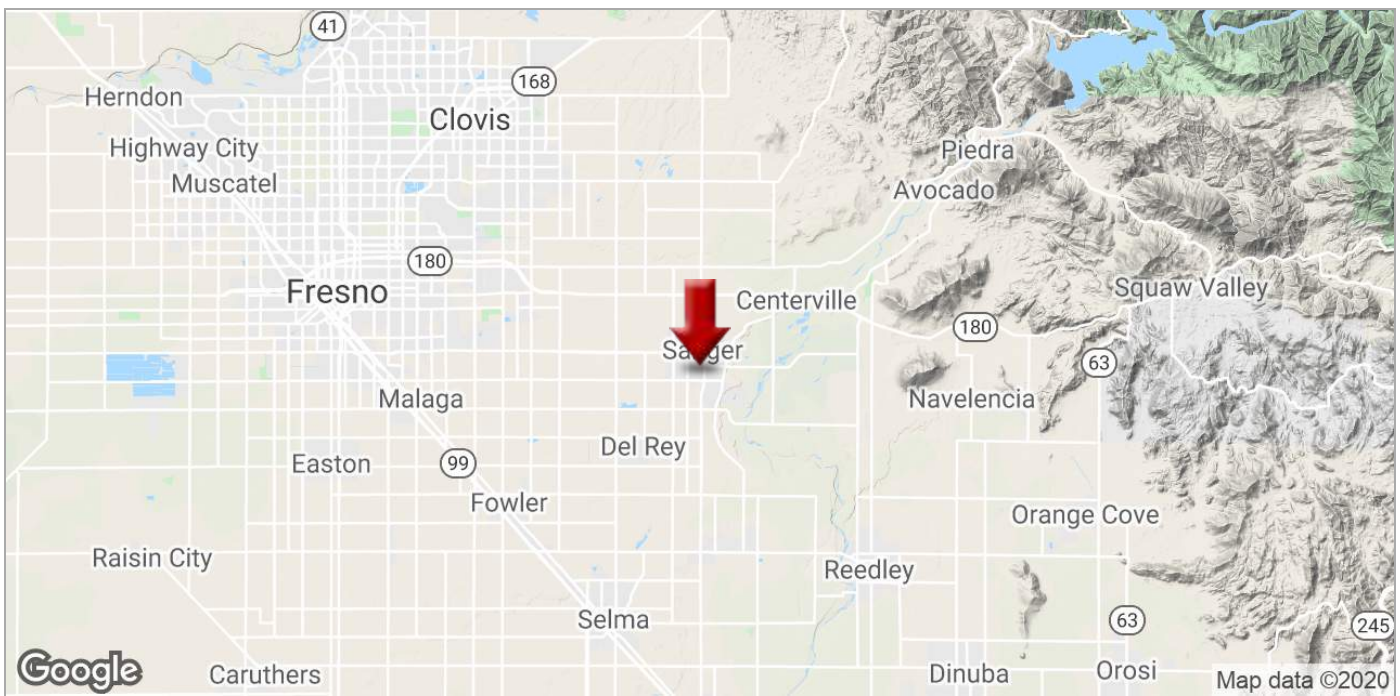 41
168
Herndon
Clovis
Highway City
Piedra
Muscatel
Avocado
180
Fresno
Centerville
Squaw Valley
180
Sanger
63
Malaga
Navelencia
Del Rey
Easton
99
Fowler
Orange Cove
Raisin City
Reedley
Selma
63
245
Google
Caruthers
Dinuba
Orosi
Map data ©2020